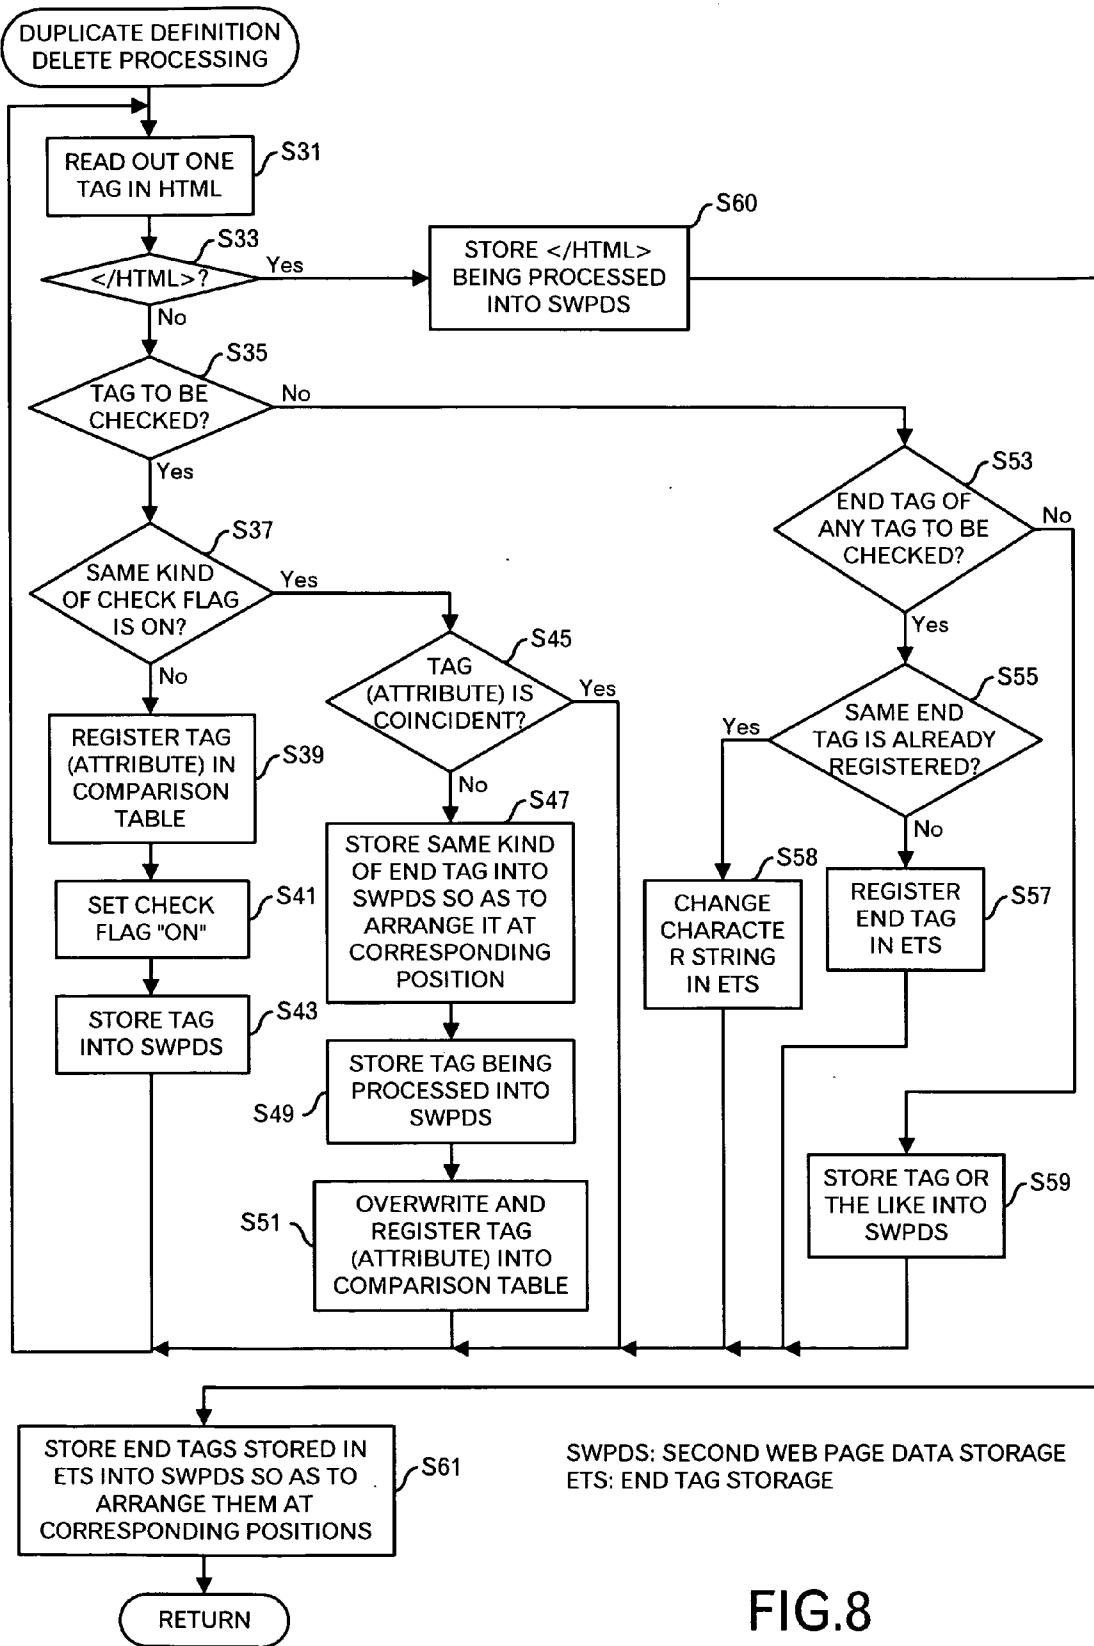 DUPLICATE DEFINITION
DELETE PROCESSING
READ OUT ONE
TAG IN HTML
S31
</HTML>?
S33
Yes
No
STORE </HTML>
BEING PROCESSED
INTO SWPDS
S60
TAG TO BE
CHECKED?
S35
No
Yes
END TAG OF
ANY TAG TO BE
CHECKED?
S53
No
Yes
SAME KIND
OF CHECK FLAG
IS ON?
S37
Yes
No
TAG
(ATTRIBUTE) IS
COINCIDENT?
S45
Yes
No
SAME END
TAG IS ALREADY
REGISTERED?
S55
Yes
No
REGISTER TAG
(ATTRIBUTE) IN
COMPARISON
TABLE
S39
SET CHECK
FLAG "ON"
S41
STORE TAG
INTO SWPDS
S43
STORE SAME KIND
OF END TAG INTO
SWPDS SO AS TO
ARRANGE IT AT
CORRESPONDING
POSITION
S47
STORE TAG BEING
PROCESSED INTO
SWPDS
S49
OVERWRITE AND
REGISTER TAG
(ATTRIBUTE) INTO
COMPARISON TABLE
S51
CHANGE
CHARACTE
R STRING
IN ETS
S58
REGISTER
END TAG
IN ETS
S57
STORE TAG OR
THE LIKE INTO
SWPDS
S59
STORE END TAGS STORED IN
ETS INTO SWPDS SO AS TO
ARRANGE THEM AT
CORRESPONDING POSITIONS
S61
RETURN
SWPDS: SECOND WEB PAGE DATA STORAGE
ETS: END TAG STORAGE
FIG.8